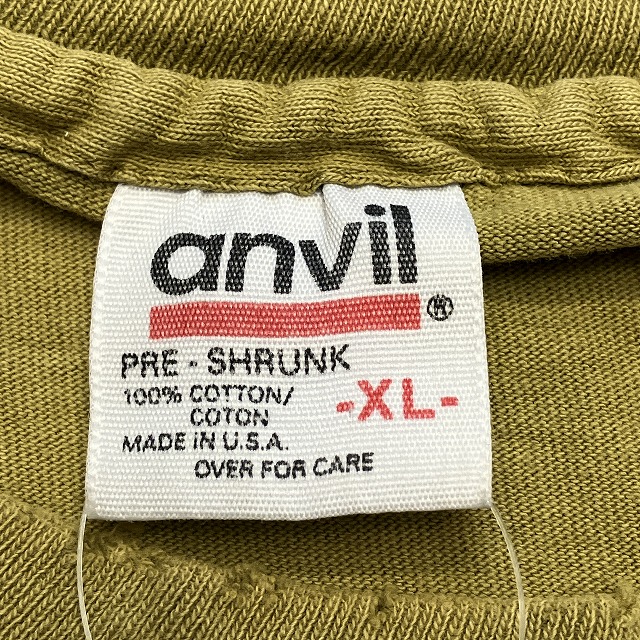 anvil®
PRE - SHRUNK
100% COTTON/
COTON
-XL-
MADE IN U.S.A.
OVER FOR CARE